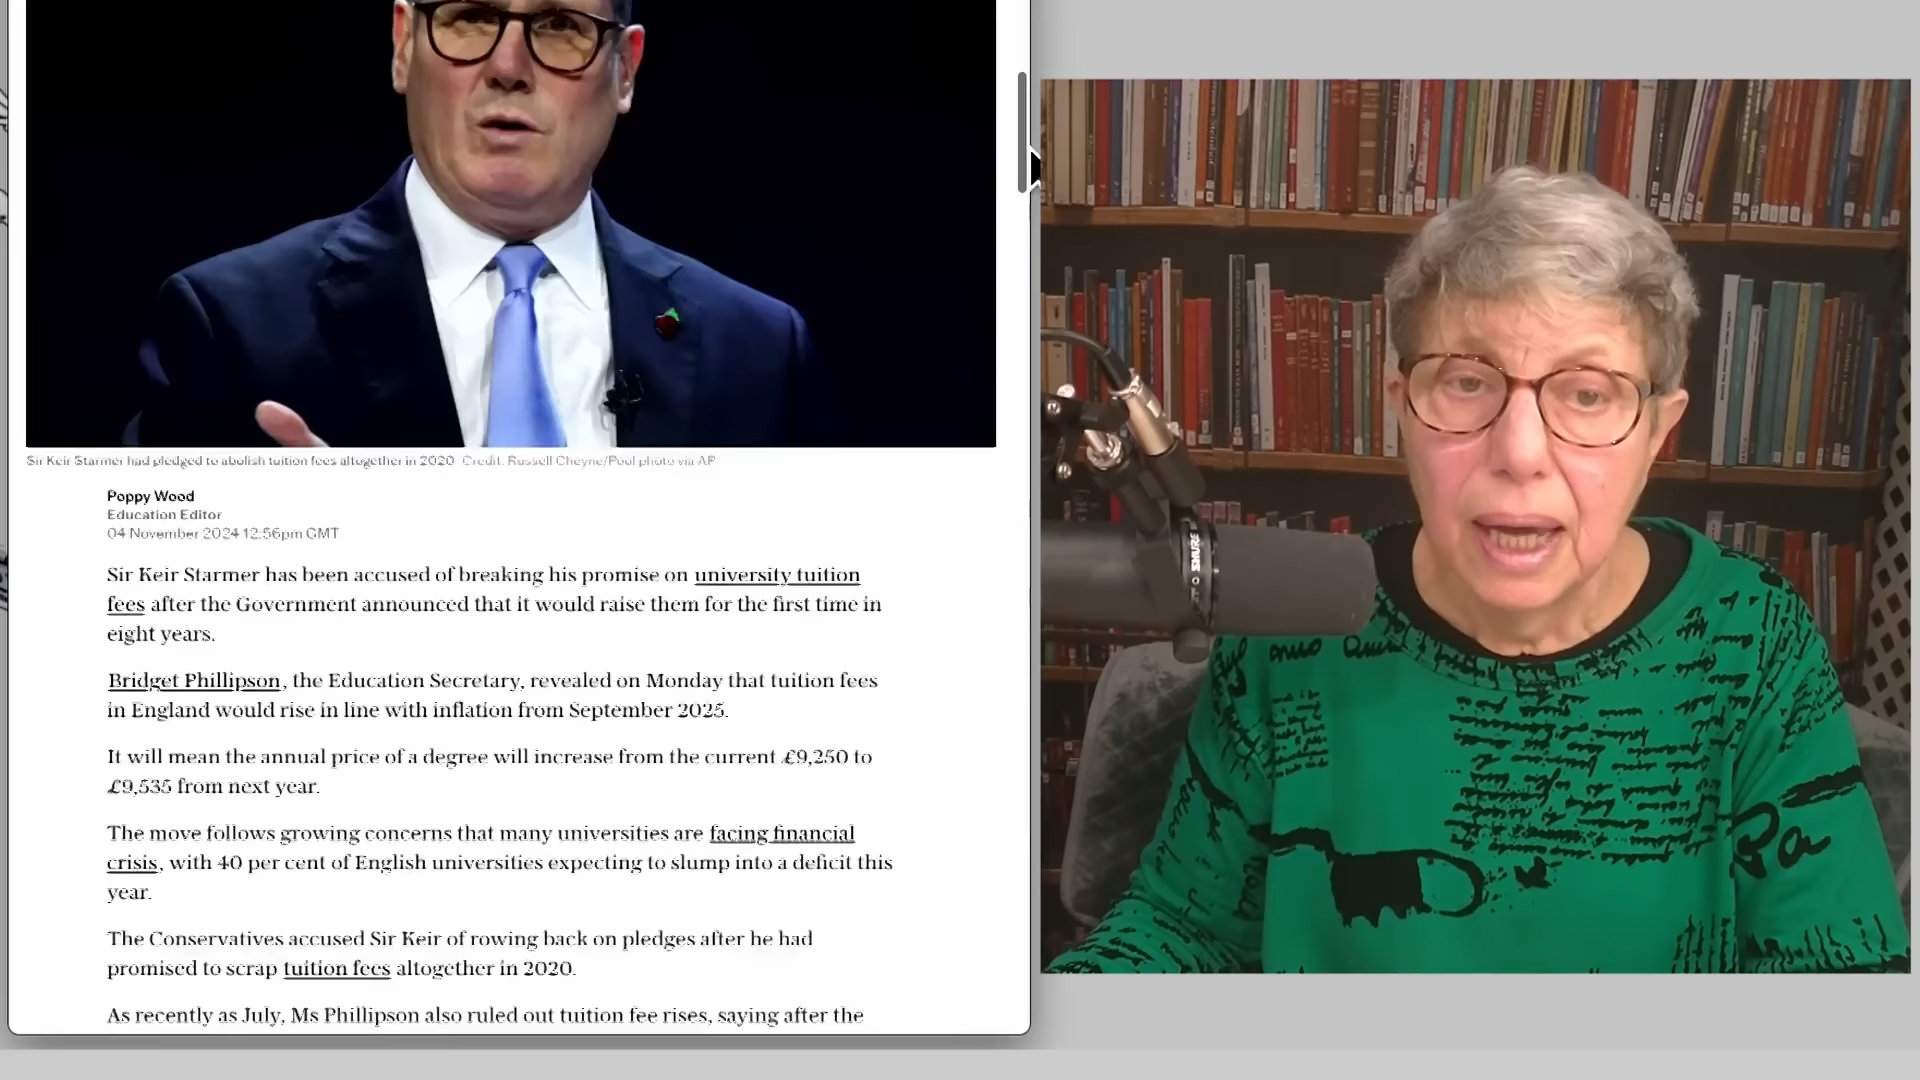 Sir Keir Starmer had pledged to abolish tuition fees altogether in 2020 Credit: Russell Cheyne/Pool photo via AP
Poppy Wood
Education Editor
04 November 2024 12:56pm GMT
Sir Keir Starmer has been accused of breaking his promise on university tuition
fees after the Government announced that it would raise them for the first time in
eight years.
Bridget Phillipson, the Education Secretary, revealed on Monday that tuition fees
in England would rise in line with inflation from September 2025.
It will mean the annual price of a degree will increase from the current £9,250 to
£9,535 from next year.
The move follows growing concerns that many universities are facing financial
crisis, with 40 per cent of English universities expecting to slump into a deficit this
year.
The Conservatives accused Sir Keir of rowing back on pledges after he had
promised to scrap tuition fees altogether in 2020.
As recently as July, Ms Phillipson also ruled out tuition fee rises, saying after the
SHURE